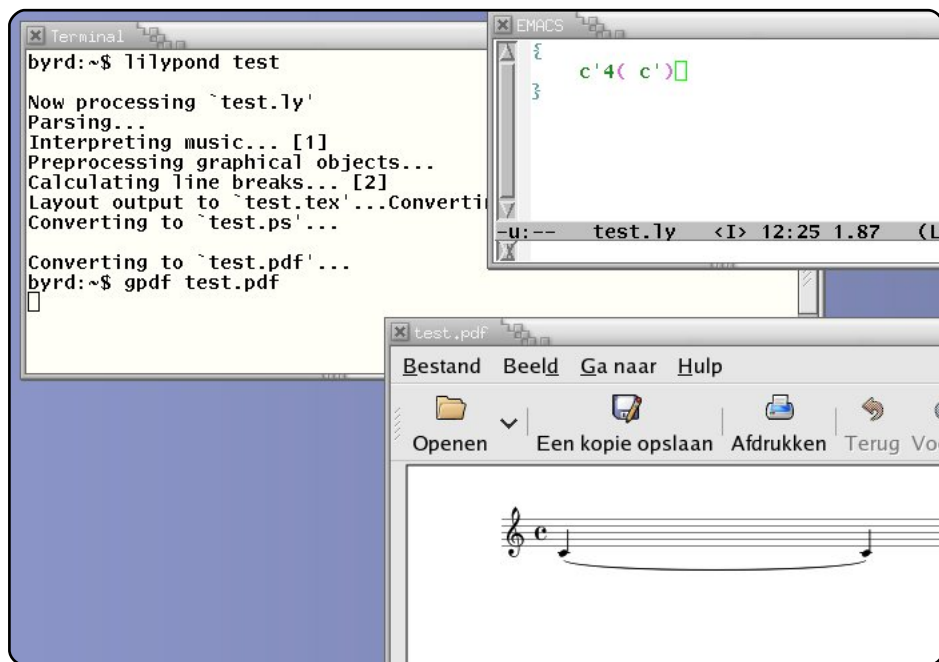 Terminal
byrd:~$ lilypond test
Now processing `test.ly'
Parsing...
Interpreting music... [1]
Preprocessing graphical objects...
Calculating line breaks... [2]
Layout output to `test.tex'...Converti
Converting to `test.ps'...
Converting to `test.pdf'...
byrd:~$ gpdf test.pdf
EMACS
{
c'4( c')
}
-u:-- test.ly <I> 12:25 1.87 (L
test.pdf
Bestand Beeld Ga naar Hulp
Openen Een kopie opslaan Afdrukken Terug Vo